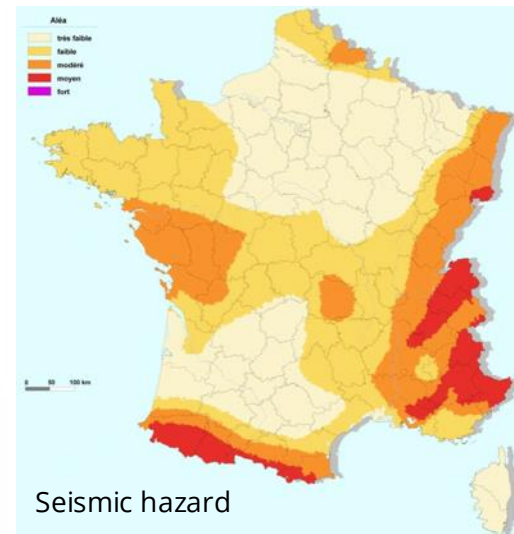 Aléa
très faible
faible
modéré
moyen
fort
0 50 100 km
Seismic hazard